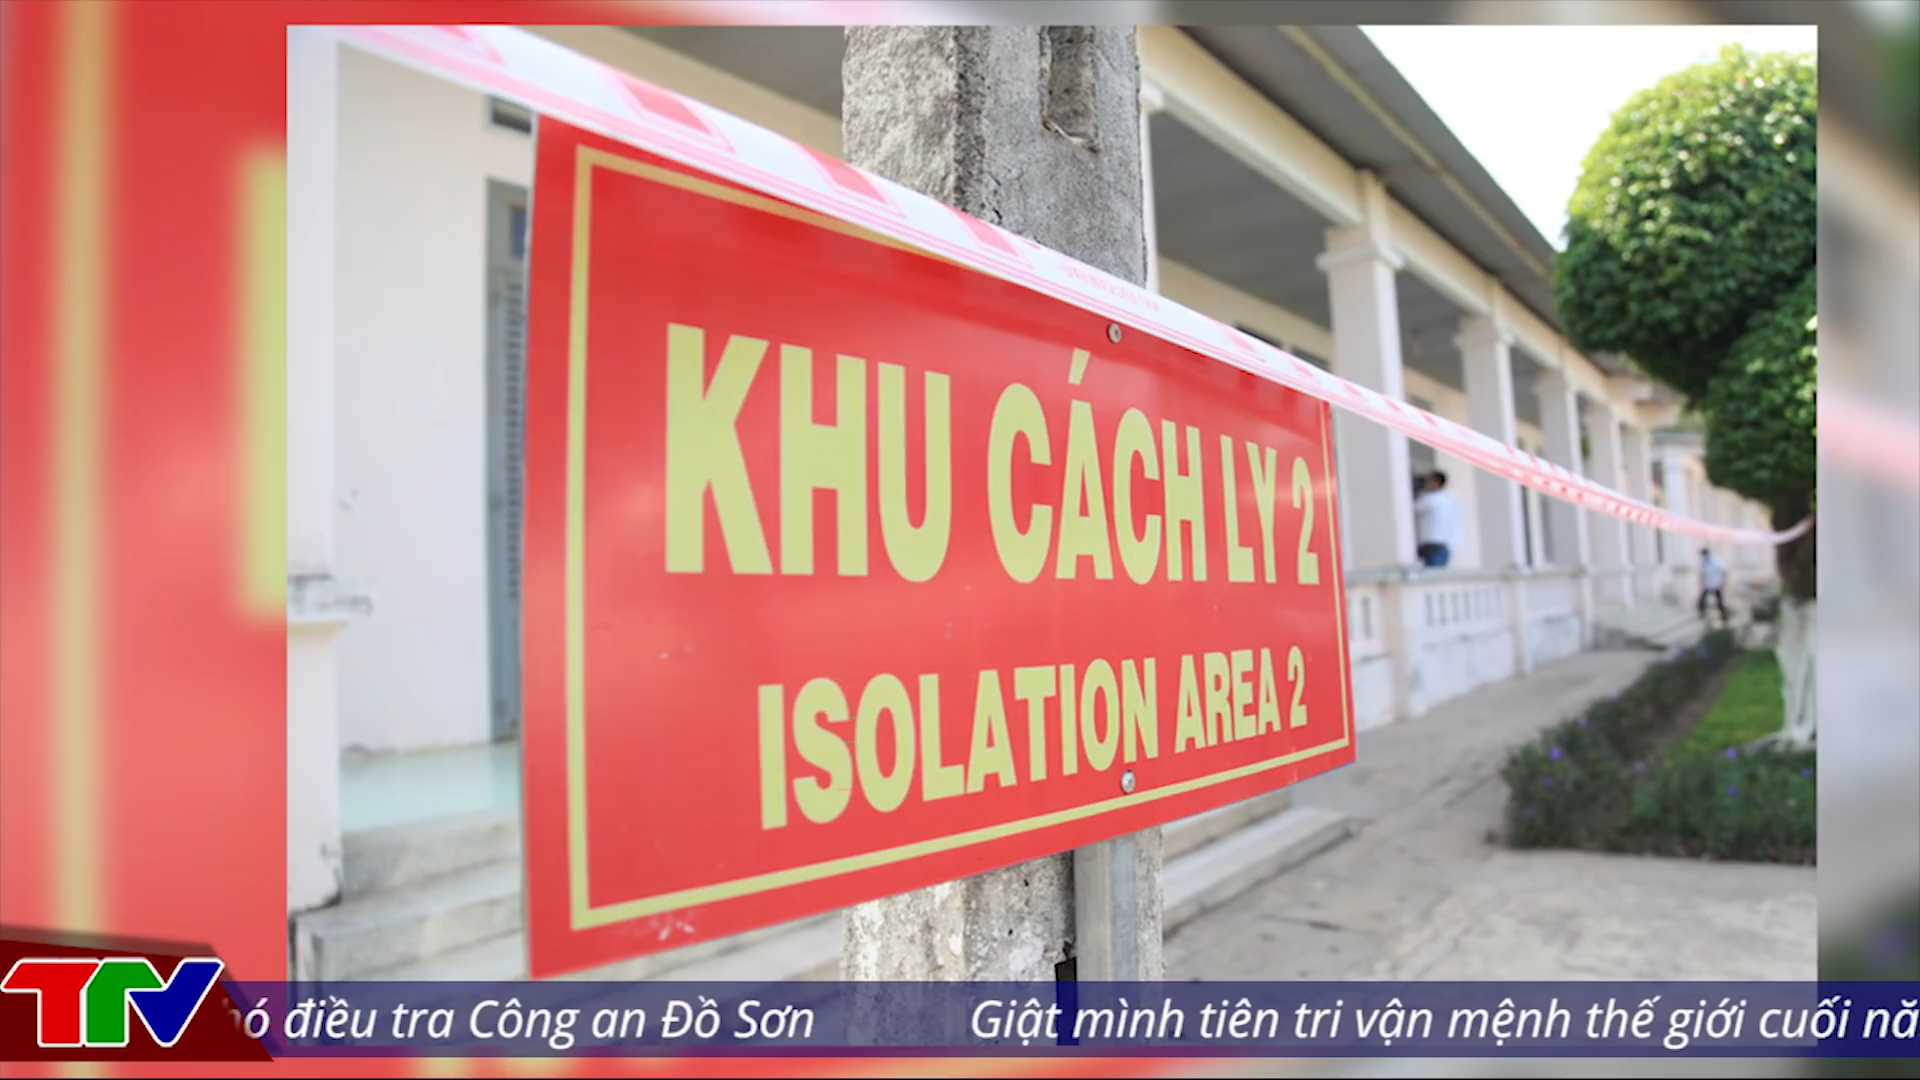 KHU CÁCH LY 2
ISOLATION AREA 2
TTV
điều tra Công an Đồ Sơn Giật mình tiên tri vận mệnh thế giới cuối